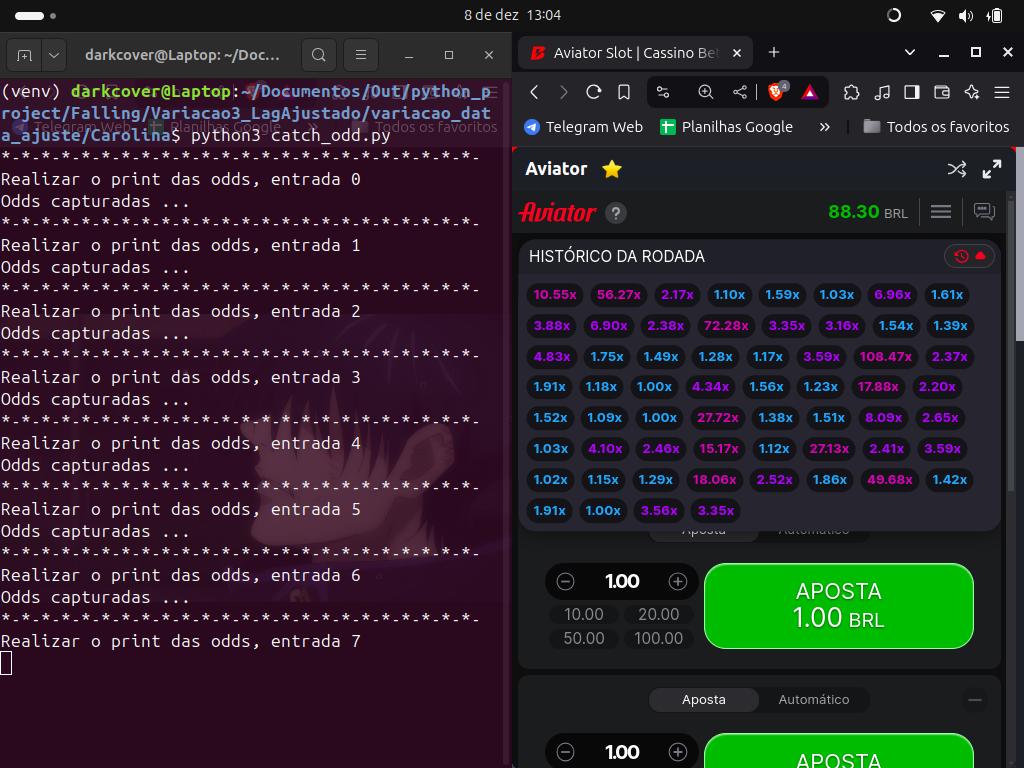 8 de dez  13:04
darkcover@Laptop: ~/Doc...
(venv) darkcover@Laptop:~/Documentos/Out/python_p
roject/Falling/Variacao3_LagAjustado/variacao_dat
a_ajuste/Carolina$ python3 Catch_odd.py
*-*-*-*-*-*-*-*-*-*-*-*-*-*-*-*-*-*-*-*-*-*-*-*-
Realizar o print das odds, entrada 0
Odds capturadas ...
*-*-*-*-*-*-*-*-*-*-*-*-*-*-*-*-*-*-*-*-*-*-*-*-
Realizar o print das odds, entrada 1
Odds capturadas ...
*-*-*-*-*-*-*-*-*-*-*-*-*-*-*-*-*-*-*-*-*-*-*-*-
Realizar o print das odds, entrada 2
Odds capturadas ...
*-*-*-*-*-*-*-*-*-*-*-*-*-*-*-*-*-*-*-*-*-*-*-*-
Realizar o print das odds, entrada 3
Odds capturadas ...
*-*-*-*-*-*-*-*-*-*-*-*-*-*-*-*-*-*-*-*-*-*-*-*-
Realizar o print das odds, entrada 4
Odds capturadas ...
*-*-*-*-*-*-*-*-*-*-*-*-*-*-*-*-*-*-*-*-*-*-*-*-
Realizar o print das odds, entrada 5
Odds capturadas ...
*-*-*-*-*-*-*-*-*-*-*-*-*-*-*-*-*-*-*-*-*-*-*-*-
Realizar o print das odds, entrada 6
Odds capturadas ...
*-*-*-*-*-*-*-*-*-*-*-*-*-*-*-*-*-*-*-*-*-*-*-*-
Realizar o print das odds, entrada 7
Aviator Slot | Cassino Bet
4
Telegram Web Planilhas Google » Todos os favoritos
Aviator
Aviator ? 88.30 BRL
HISTÓRICO DA RODADA
10.55x 56.27x 2.17x 1.10x 1.59x 1.03x 6.96x 1.61x
3.88x 6.90x 2.38x 72.28x 3.35x 3.16x 1.54x 1.39x
4.83x 1.75x 1.49x 1.28x 1.17x 3.59x 108.47x 2.37x
1.91x 1.18x 1.00x 4.34x 1.56x 1.23x 17.88x 2.20x
1.52x 1.09x 1.00x 27.72x 1.38x 1.51x 8.09x 2.65x
1.03x 4.10x 2.46x 15.17x 1.12x 27.13x 2.41x 3.59x
1.02x 1.15x 1.29x 18.06x 2.52x 1.86x 49.68x 1.42x
1.91x 1.00x 3.56x 3.35x
Aposta Automático
1.00
10.00 20.00
50.00 100.00
APOSTA
1.00 BRL
Aposta Automático
1.00
APOSTA